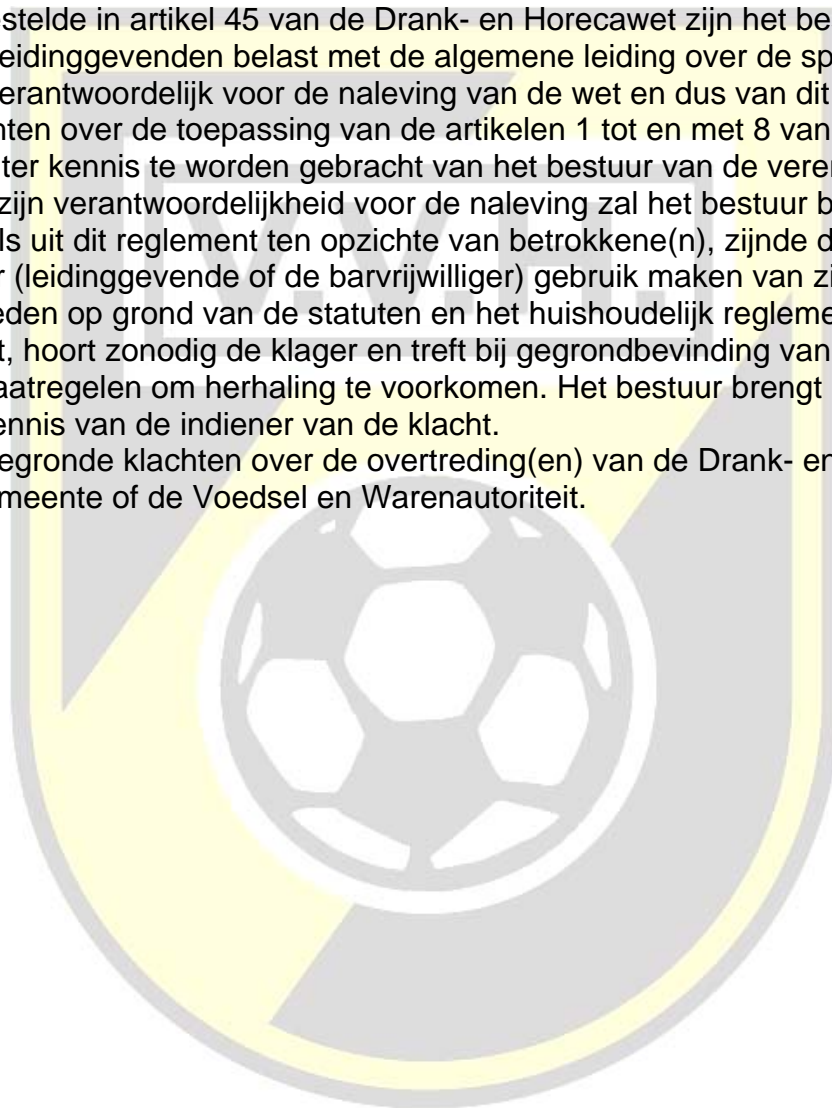 stelde in artikel 45 van de Drank- en Horecawet zijn het be
eidinggevenden belast met de algemene leiding over de sp
erantwoordelijk voor de naleving van de wet en dus van dit
nten over de toepassing van de artikelen 1 tot en met 8 van
ter kennis te worden gebracht van het bestuur van de veren
zijn verantwoordelijkheid voor de naleving zal het bestuur b
ls uit dit reglement ten opzichte van betrokkene(n), zijnde d
r (leidinggevende of de barvrijwilliger) gebruik maken van zi
eden op grond van de statuten en het huishoudelijk regleme
t, hoort zonodig de klager en treft bij gegrondbevinding van
aatregelen om herhaling te voorkomen. Het bestuur brengt
ennis van de indiener van de klacht.
egronde klachten over de overtreding(en) van de Drank- en
meente of de Voedsel en Warenautoriteit.
V.V.H.